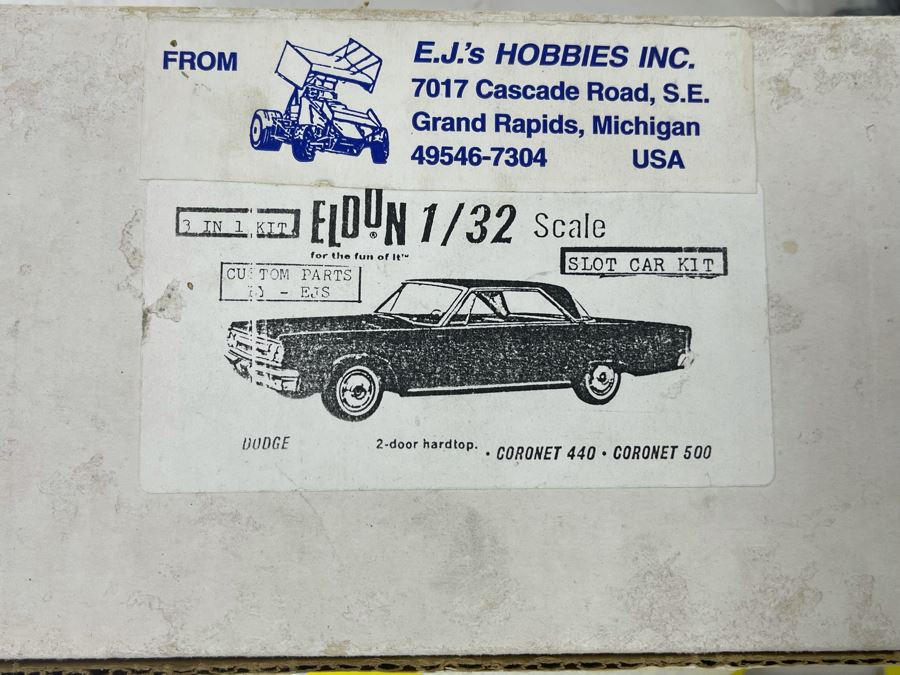 FROM
E.J.'s HOBBIES INC.
7017 Cascade Road, S.E.
Grand Rapids, Michigan
49546-7304 USA
3 IN 1 KIT
ELDON® 1/32 Scale
for the fun of it™
SLOT CAR KIT
CUSTOM PARTS
BY - EJS
DODGE
2-door hardtop. • CORONET 440 • CORONET 500